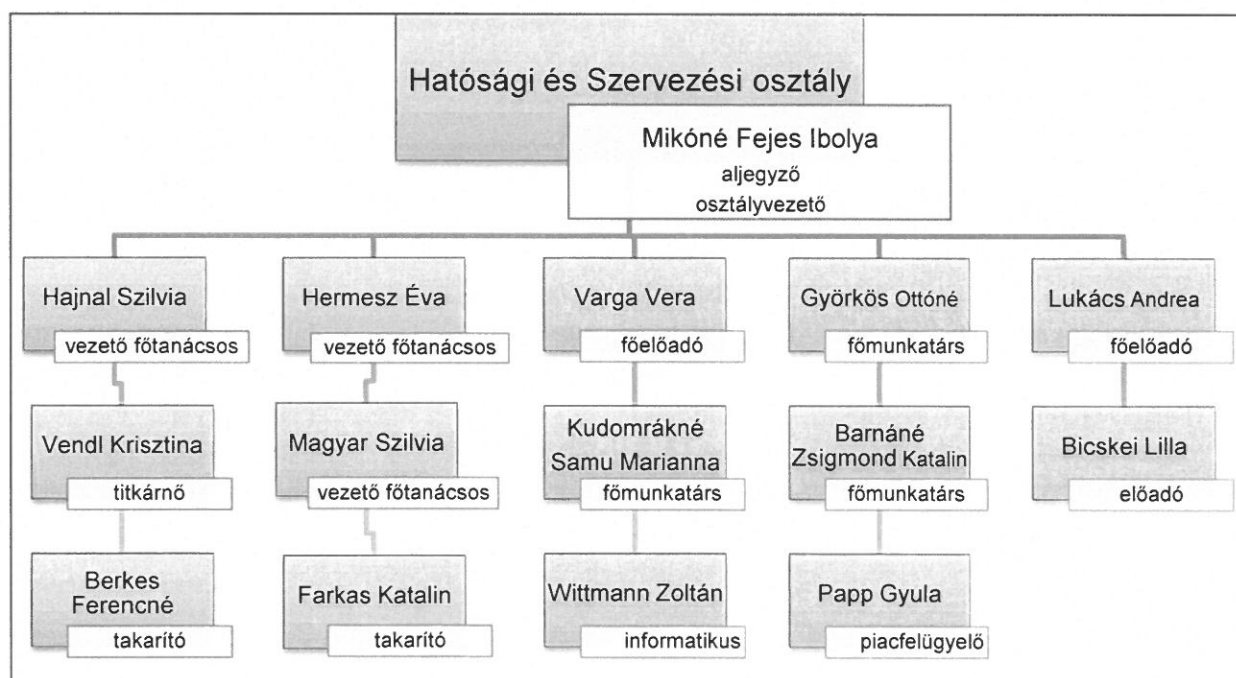 Hatósági és Szervezési osztály
Mikóné Fejes Ibolya
aljegyző
osztályvezető
Hajnal Szilvia
vezető főtanácsos
Hermesz Éva
vezető főtanácsos
Varga Vera
főelőadó
Györkös Ottóné
főmunkatárs
Lukács Andrea
főelőadó
Vendl Krisztina
titkárnő
Magyar Szilvia
vezető főtanácsos
Kudomrákné
Samu Marianna
főmunkatárs
Barnáné
Zsigmond Katalin
főmunkatárs
Bicskei Lilla
előadó
Berkes
Ferencné
takarító
Farkas Katalin
takarító
Wittmann Zoltán
informatikus
Papp Gyula
piacfelügyelő